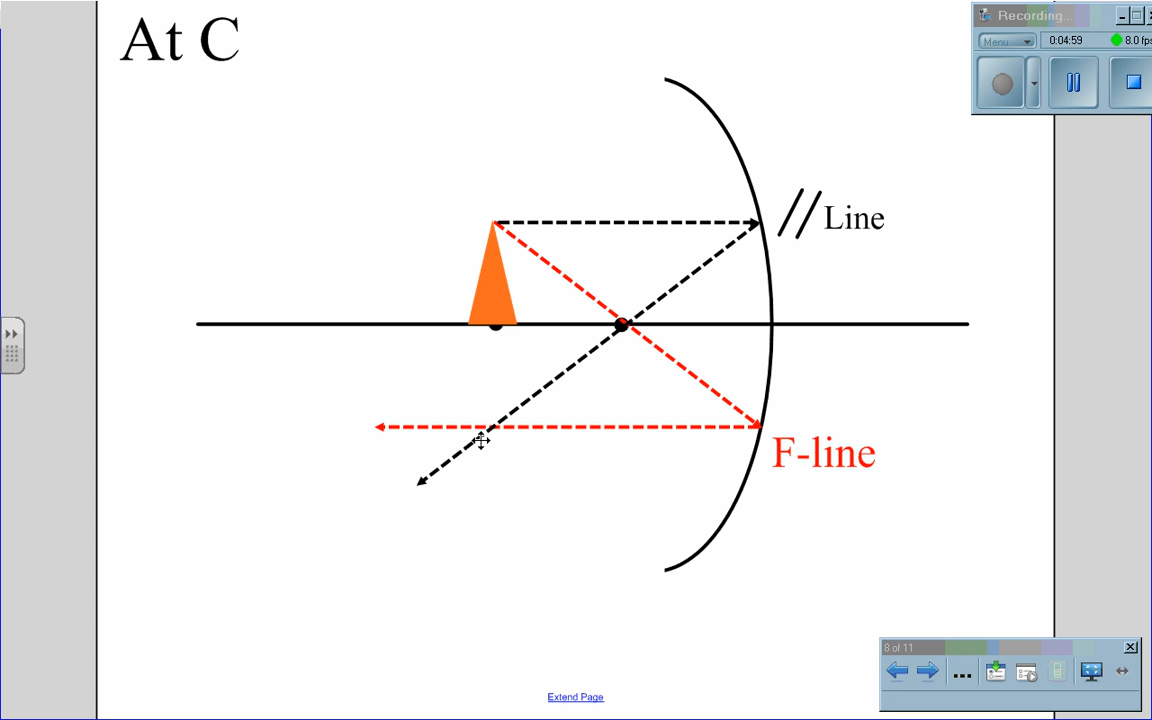 At C
Recording...
Menu
0:04:59
8.0 fps
// Line
F-line
8 of 11
...
Extend Page